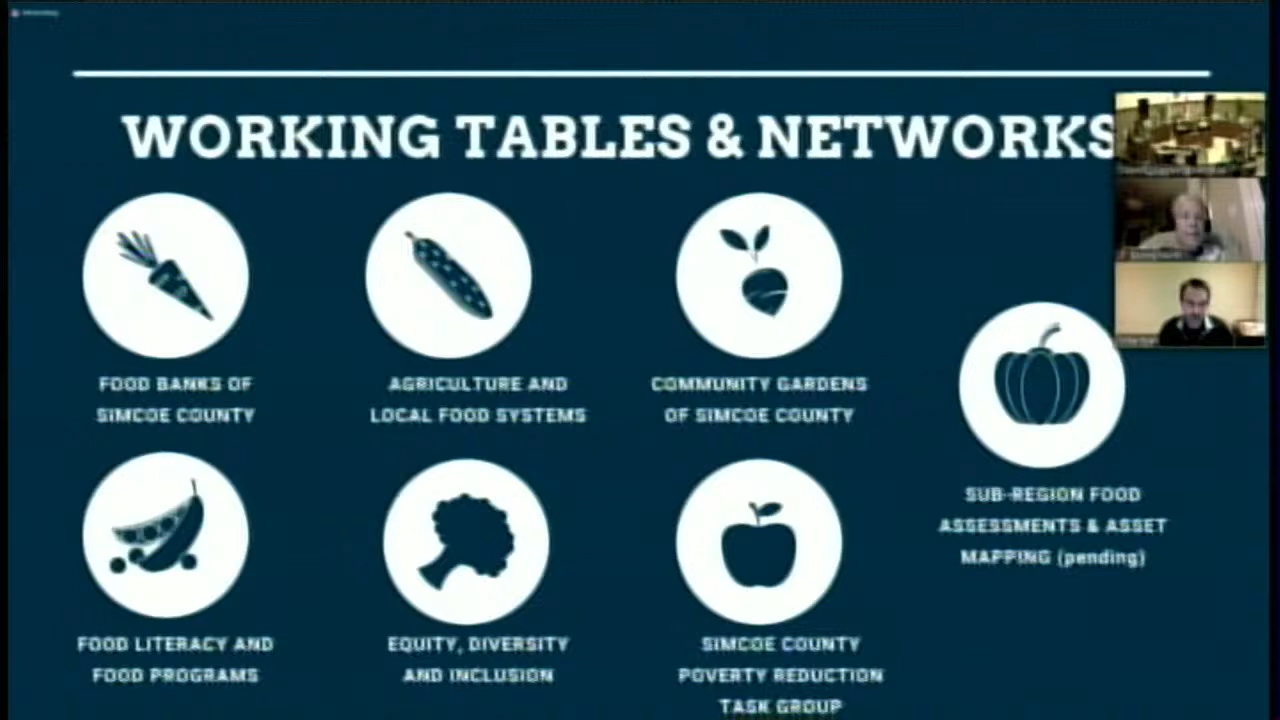 WORKING TABLES & NETWORKS
FOOD BANKS OF
SIMCOE COUNTY
AGRICULTURE AND
LOCAL FOOD SYSTEMS
COMMUNITY GARDENS
OF SIMCOE COUNTY
SUB-REGION FOOD
ASSESSMENTS & ASSET
MAPPING (pending)
FOOD LITERACY AND
FOOD PROGRAMS
EQUITY, DIVERSITY
AND INCLUSION
SIMCOE COUNTY
POVERTY REDUCTION
TASK GROUP